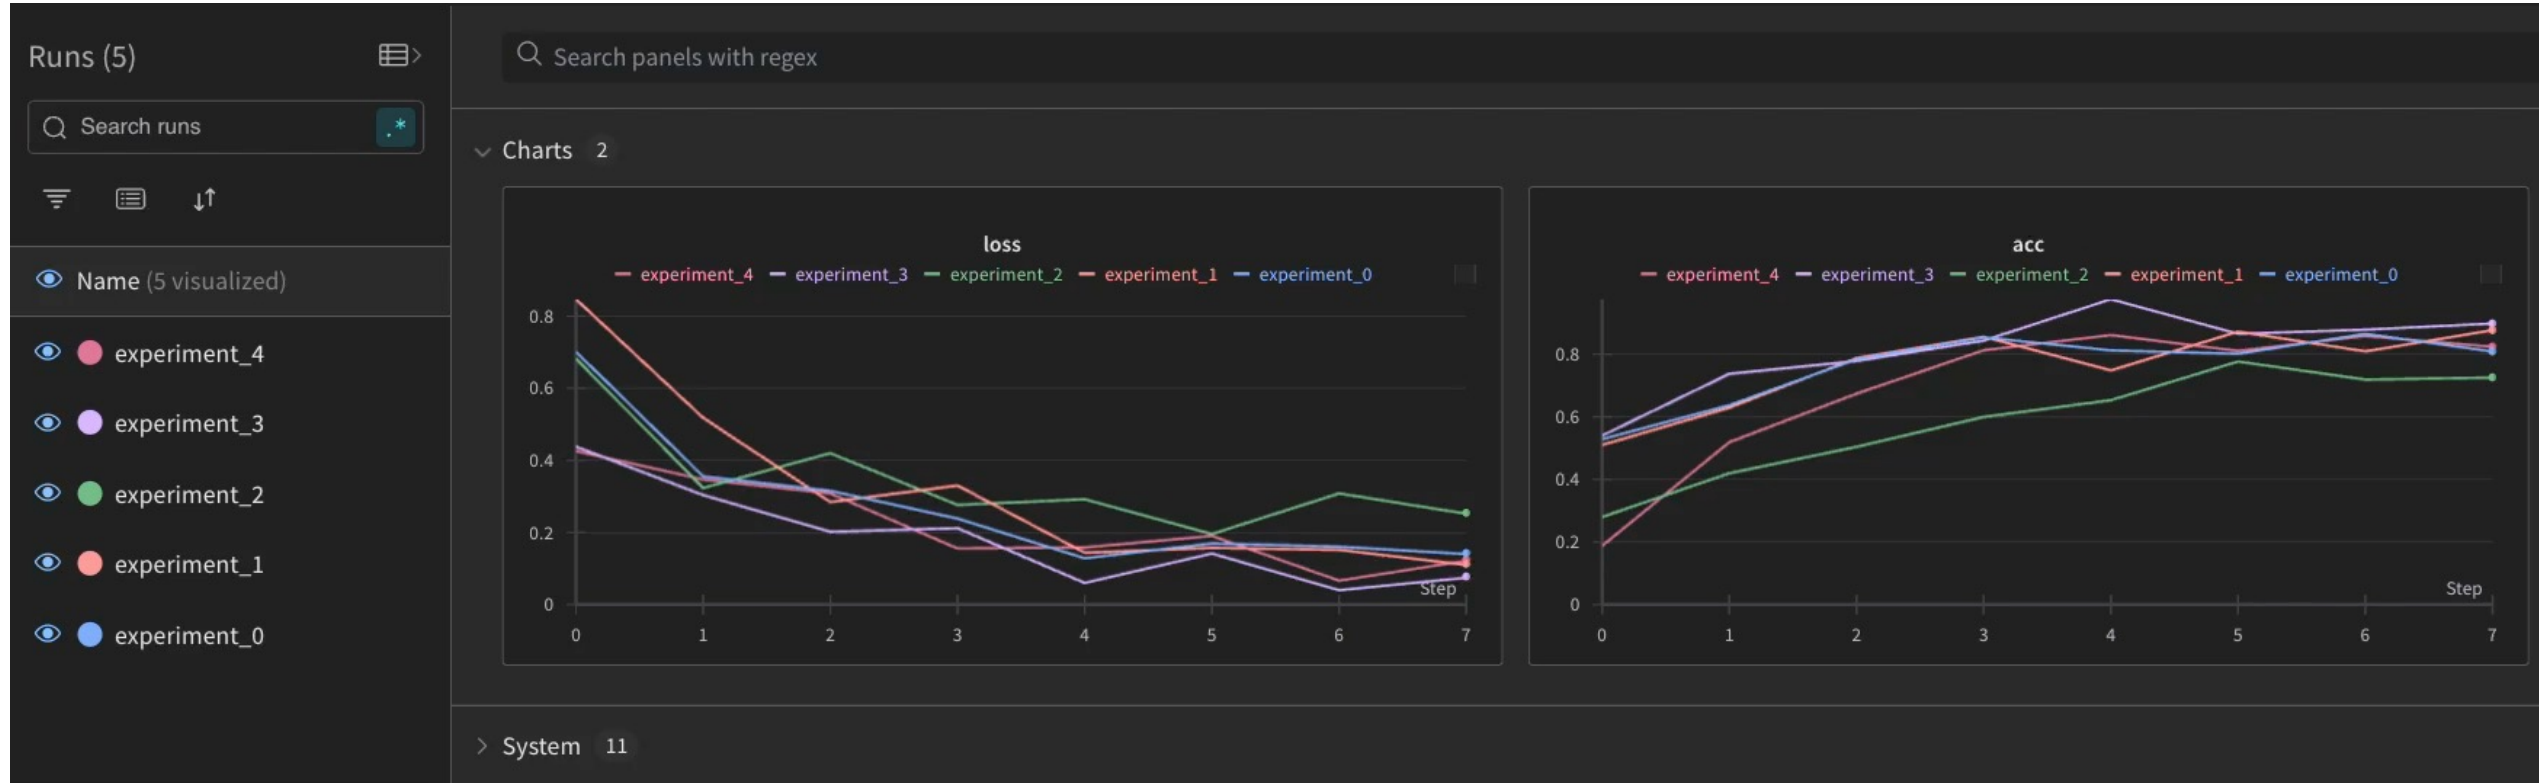 Runs (5)
Search runs
.*
Name (5 visualized)
experiment_4
experiment_3
experiment_2
experiment_1
experiment_0
Search panels with regex
Charts 2
loss
experiment_4 experiment_3 experiment_2 experiment_1 experiment_0
0.8
0.6
0.4
0.2
0
Step
0 1 2 3 4 5 6 7
acc
experiment_4 experiment_3 experiment_2 experiment_1 experiment_0
0.8
0.6
0.4
0.2
0
Step
0 1 2 3 4 5 6 7
System 11